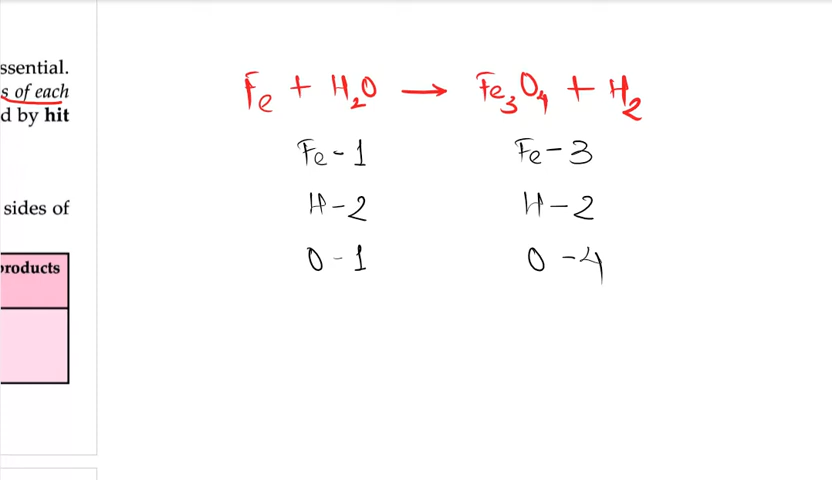 ssential.
s of each
d by hit
sides of
products
Fe + H₂O → Fe₃O₄ + H₂
Fe - 1 Fe - 3
H - 2 H - 2
O - 1 O - 4